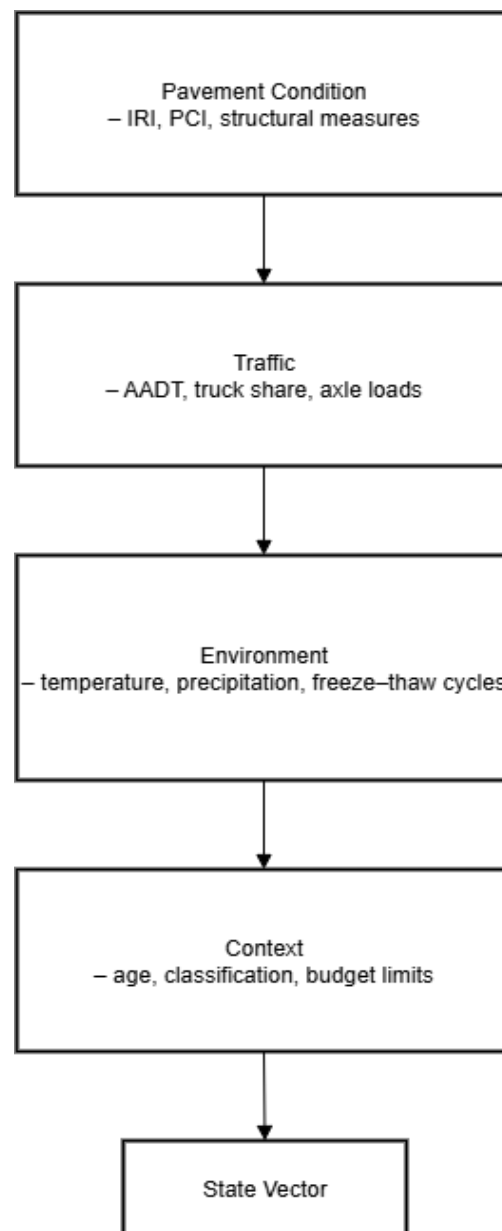 Pavement Condition
– IRI, PCI, structural measures
Traffic
– AADT, truck share, axle loads
Environment
– temperature, precipitation, freeze–thaw cycles
Context
– age, classification, budget limits
State Vector